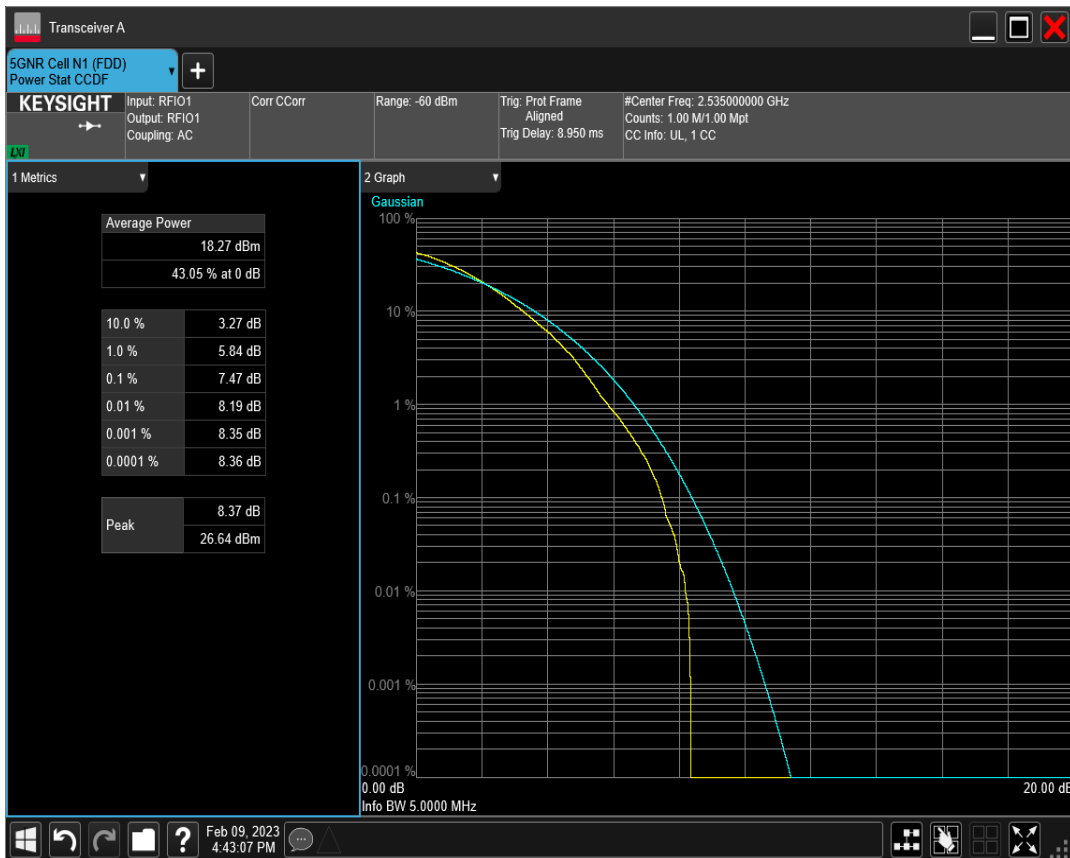 Transceiver A
5GNR Cell N1 (FDD)
Power Stat CCDF
KEYSIGHT
LXI
Input: RFIO1
Output: RFIO1
Coupling: AC
Corr CCorr
Range: -60 dBm
Trig: Prot Frame
Aligned
Trig Delay: 8.950 ms
#Center Freq: 2.535000000 GHz
Counts: 1.00 M/1.00 Mpt
CC Info: UL, 1 CC
1 Metrics
Average Power
18.27 dBm
43.05 % at 0 dB
10.0 % 3.27 dB
1.0 % 5.84 dB
0.1 % 7.47 dB
0.01 % 8.19 dB
0.001 % 8.35 dB
0.0001 % 8.36 dB
Peak
8.37 dB
26.64 dBm
2 Graph
Gaussian
100 %
10 %
1 %
0.1 %
0.01 %
0.001 %
0.0001 %
0.00 dB
20.00 dB
Info BW 5.0000 MHz
?
Feb 09, 2023
4:43:07 PM